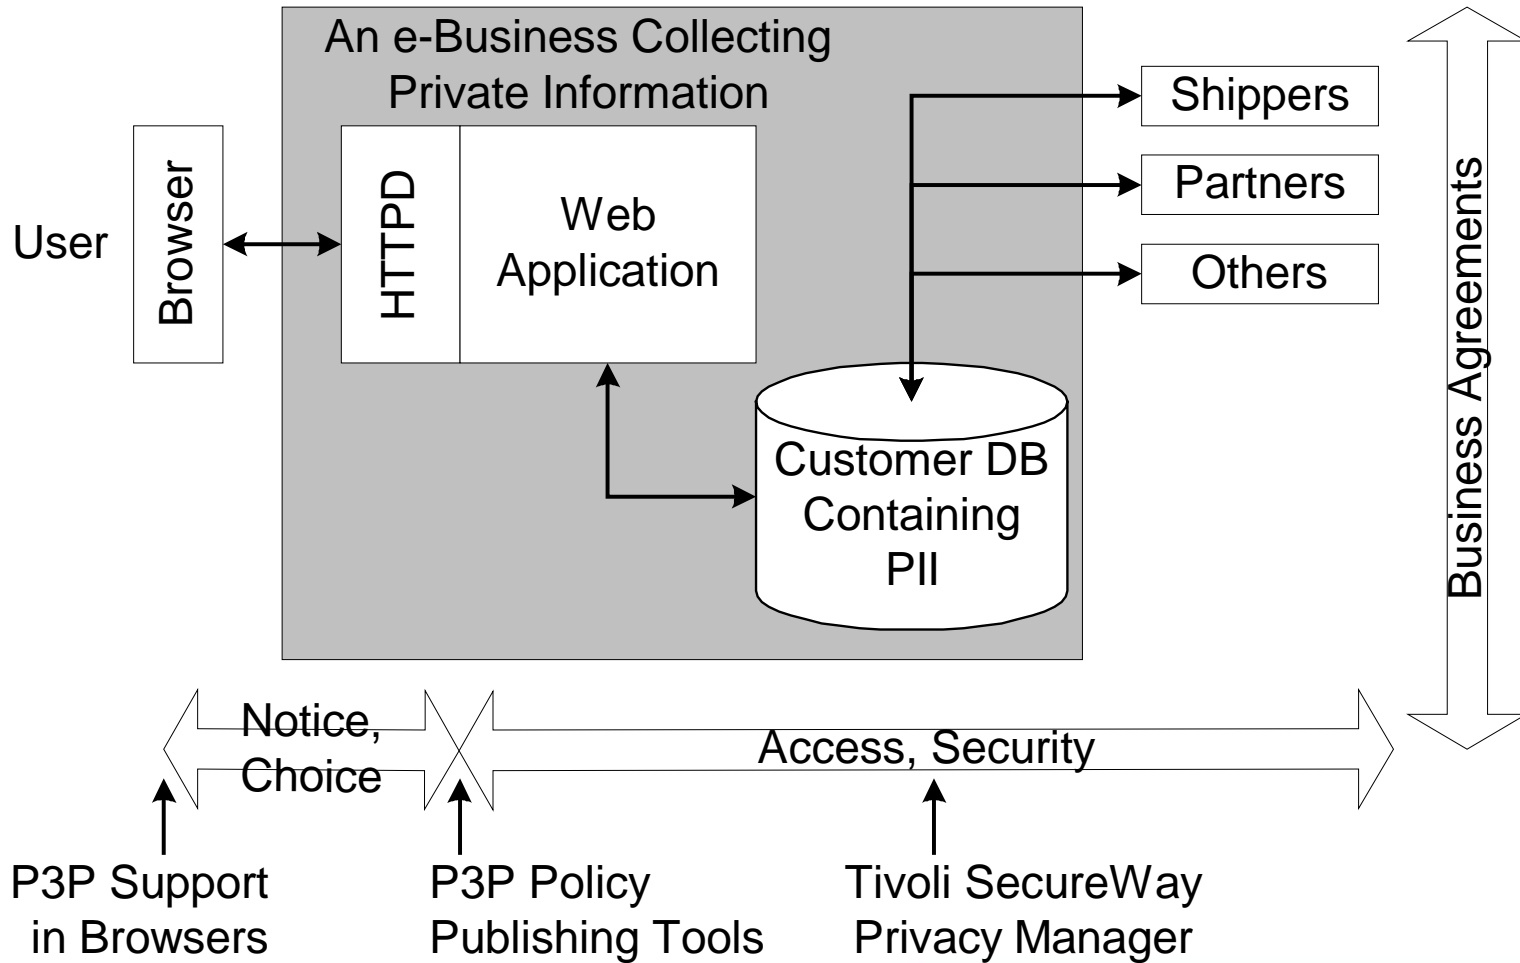 An e-Business Collecting
Private Information
Shippers
Partners
Others
User
Browser
HTTPD
Web
Application
Customer DB
Containing
PII
Business Agreements
Notice,
Choice
Access, Security
P3P Support
in Browsers
P3P Policy
Publishing Tools
Tivoli SecureWay
Privacy Manager